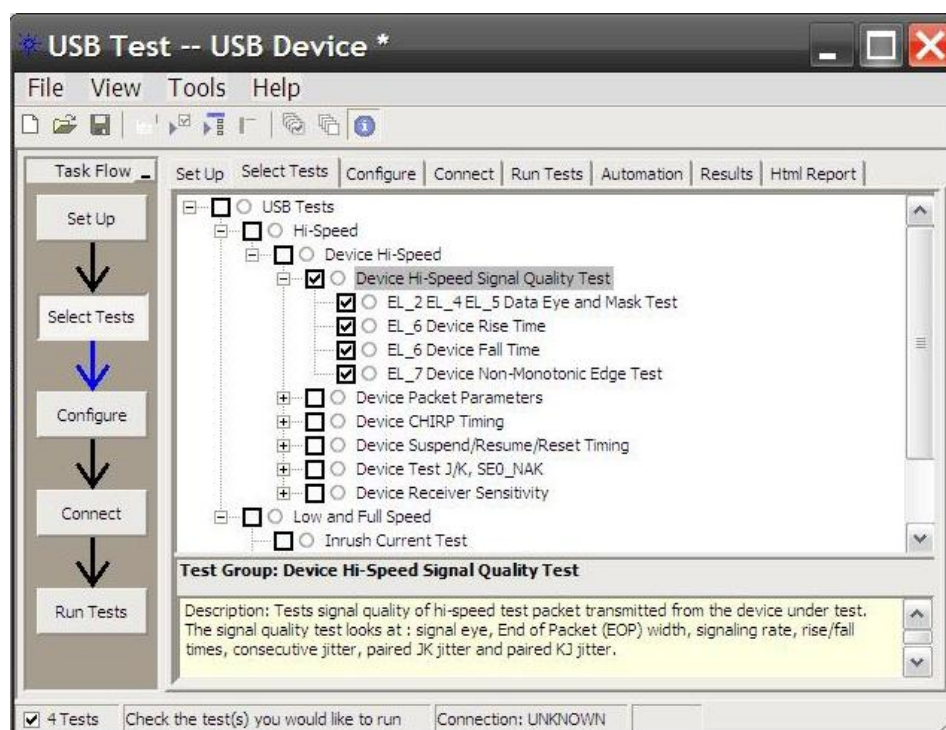 USB Test -- USB Device *
File View Tools Help
Task Flow
Set Up Select Tests Configure Connect Run Tests Automation Results Html Report
Set Up
Select Tests
Configure
Connect
Run Tests
USB Tests
Hi-Speed
Device Hi-Speed
Device Hi-Speed Signal Quality Test
EL_2 EL_4 EL_5 Data Eye and Mask Test
EL_6 Device Rise Time
EL_6 Device Fall Time
EL_7 Device Non-Monotonic Edge Test
Device Packet Parameters
Device CHIRP Timing
Device Suspend/Resume/Reset Timing
Device Test J/K, SE0_NAK
Device Receiver Sensitivity
Low and Full Speed
Inrush Current Test
Test Group: Device Hi-Speed Signal Quality Test
Description: Tests signal quality of hi-speed test packet transmitted from the device under test.
The signal quality test looks at : signal eye, End of Packet (EOP) width, signaling rate, rise/fall
times, consecutive jitter, paired JK jitter and paired KJ jitter.
4 Tests Check the test(s) you would like to run Connection: UNKNOWN